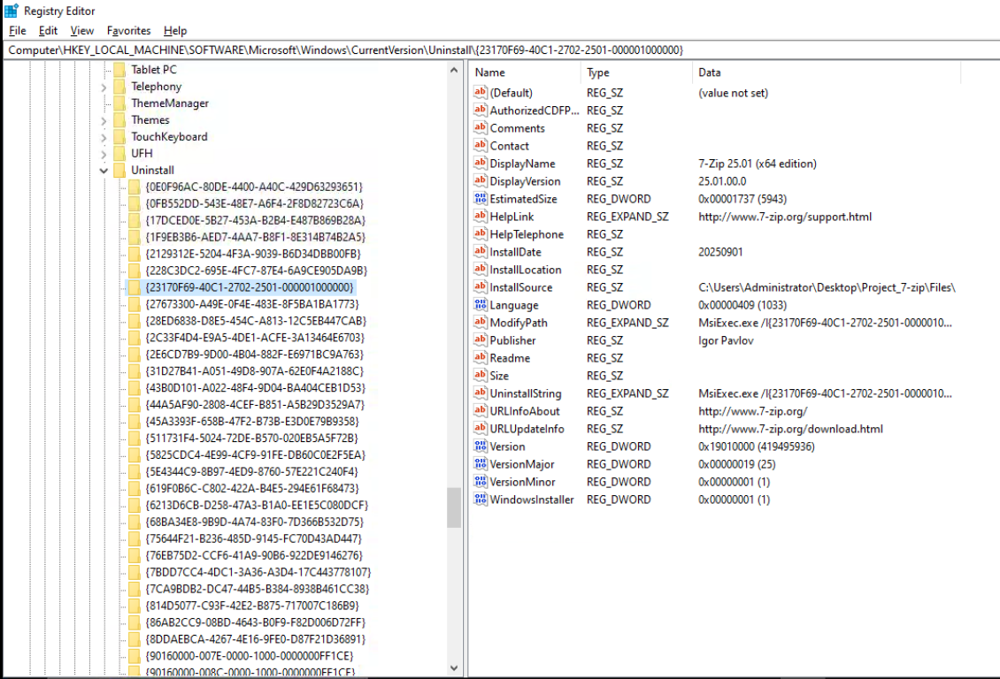 Registry Editor
File Edit View Favorites Help
Computer\HKEY_LOCAL_MACHINE\SOFTWARE\Microsoft\Windows\CurrentVersion\Uninstall\{23170F69-40C1-2702-2501-000001000000}
Tablet PC
Telephony
ThemeManager
Themes
TouchKeyboard
UFH
Uninstall
{0E0F96AC-80DE-4400-A40C-429D63293651}
{0FB552DD-543E-48E7-A6F4-2F8D82723C6A}
{17DCED0E-5B27-453A-B2B4-E487B869B28A}
{1F9EB3B6-AED7-4AA7-B8F1-8E314B74B2A5}
{2129312E-5204-4F3A-9039-B6D34DBB00FB}
{228C3DC2-695E-4FC7-87E4-6A9CE905DA9B}
{23170F69-40C1-2702-2501-000001000000}
{27673300-A49E-0F4E-483E-8F5BA1BA1773}
{28ED6838-D8E5-454C-A813-12C5EB447CAB}
{2C33F4D4-E9A5-4DE1-ACFE-3A13464E6703}
{2E6CD7B9-9D00-4B04-882F-E6971BC9A763}
{31D27B41-A051-49D8-907A-62E0F4A2188C}
{43B0D101-A022-48F4-9D04-BA404CEB1D53}
{44A5AF90-2808-4CEF-B851-A5B29D3529A7}
{45A3393F-658B-47F2-B73B-E3D0E79B9358}
{511731F4-5024-72DE-B570-020EB5A5F72B}
{5825CDC4-4E99-4CF9-91FE-DB60C0E2F5EA}
{5E4344C9-8B97-4ED9-8760-57E221C240F4}
{619F0B6C-C802-422A-B4E5-294E61F68473}
{6213D6CB-D258-47A3-B1A0-EE1E5C080DCF}
{68BA34E8-9B9D-4A74-83F0-7D366B532D75}
{75644F21-B236-485D-9145-FC70D43AD447}
{76EB75D2-CCF6-41A9-90B6-922DE9146276}
{7BDD7CC4-4DC1-3A36-A3D4-17C443778107}
{7CA9BDB2-DC47-44B5-B384-8938B461CC38}
{814D5077-C93F-42E2-B875-717007C186B9}
{86AB2CC9-08BD-4643-B0F9-F82D006D72FF}
{8DDAEBCA-4267-4E16-9FE0-D87F21D36891}
{90160000-007E-0000-1000-0000000FF1CE}
{90160000-008C-0000-1000-0000000FF1CE}
Name Type Data
(Default) REG_SZ (value not set)
AuthorizedCDFP... REG_SZ
Comments REG_SZ
Contact REG_SZ
DisplayName REG_SZ 7-Zip 25.01 (x64 edition)
DisplayVersion REG_SZ 25.01.00.0
EstimatedSize REG_DWORD 0x00001737 (5943)
HelpLink REG_EXPAND_SZ http://www.7-zip.org/support.html
HelpTelephone REG_SZ
InstallDate REG_SZ 20250901
InstallLocation REG_SZ
InstallSource REG_SZ C:\Users\Administrator\Desktop\Project_7-zip\Files\
Language REG_DWORD 0x00000409 (1033)
ModifyPath REG_EXPAND_SZ MsiExec.exe /I{23170F69-40C1-2702-2501-0000010...
Publisher REG_SZ Igor Pavlov
Readme REG_SZ
Size REG_SZ
UninstallString REG_EXPAND_SZ MsiExec.exe /I{23170F69-40C1-2702-2501-0000010...
URLInfoAbout REG_SZ http://www.7-zip.org/
URLUpdateInfo REG_SZ http://www.7-zip.org/download.html
Version REG_DWORD 0x19010000 (419495936)
VersionMajor REG_DWORD 0x00000019 (25)
VersionMinor REG_DWORD 0x00000001 (1)
WindowsInstaller REG_DWORD 0x00000001 (1)